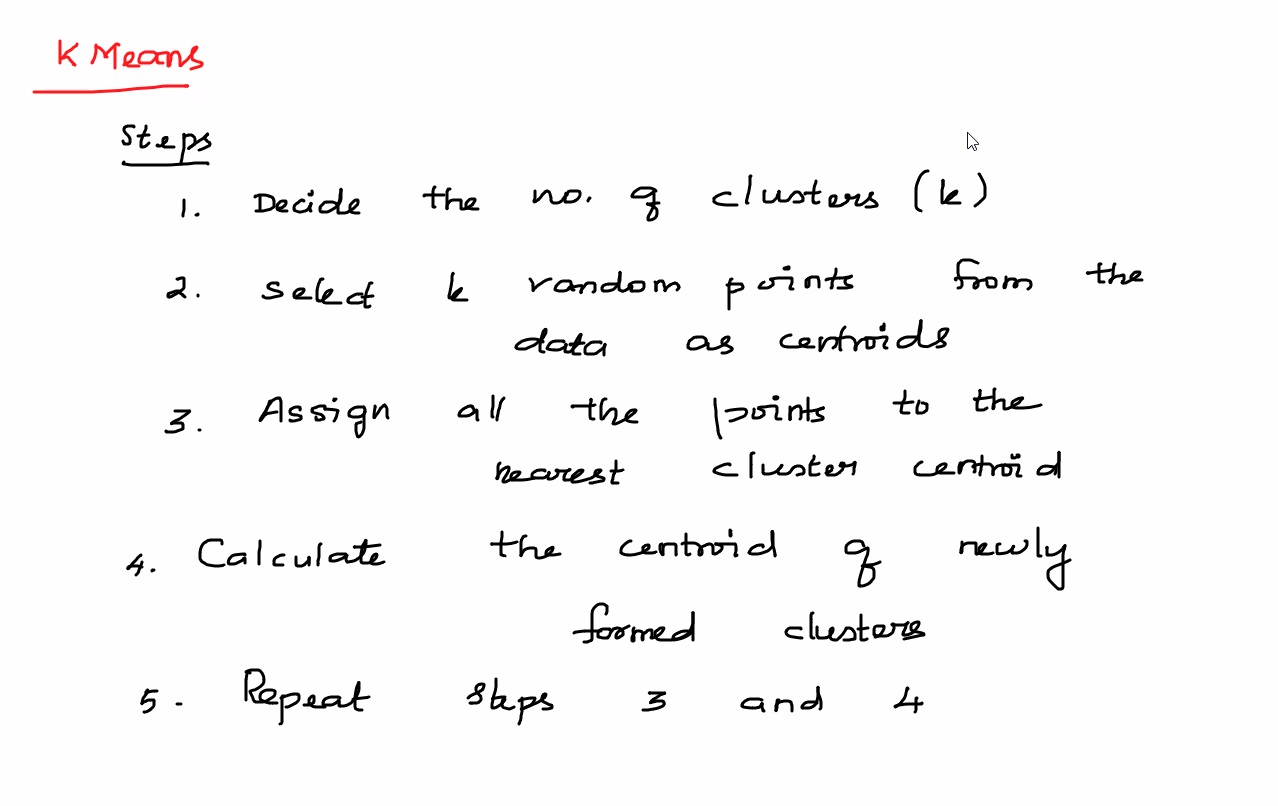 K Means
Steps
1. Decide the no. of clusters (k)
2. select k random points from the
data as centroids
3. Assign all the points to the
nearest cluster centroid
4. Calculate the centroid of newly
formed clusters
5. Repeat steps 3 and 4